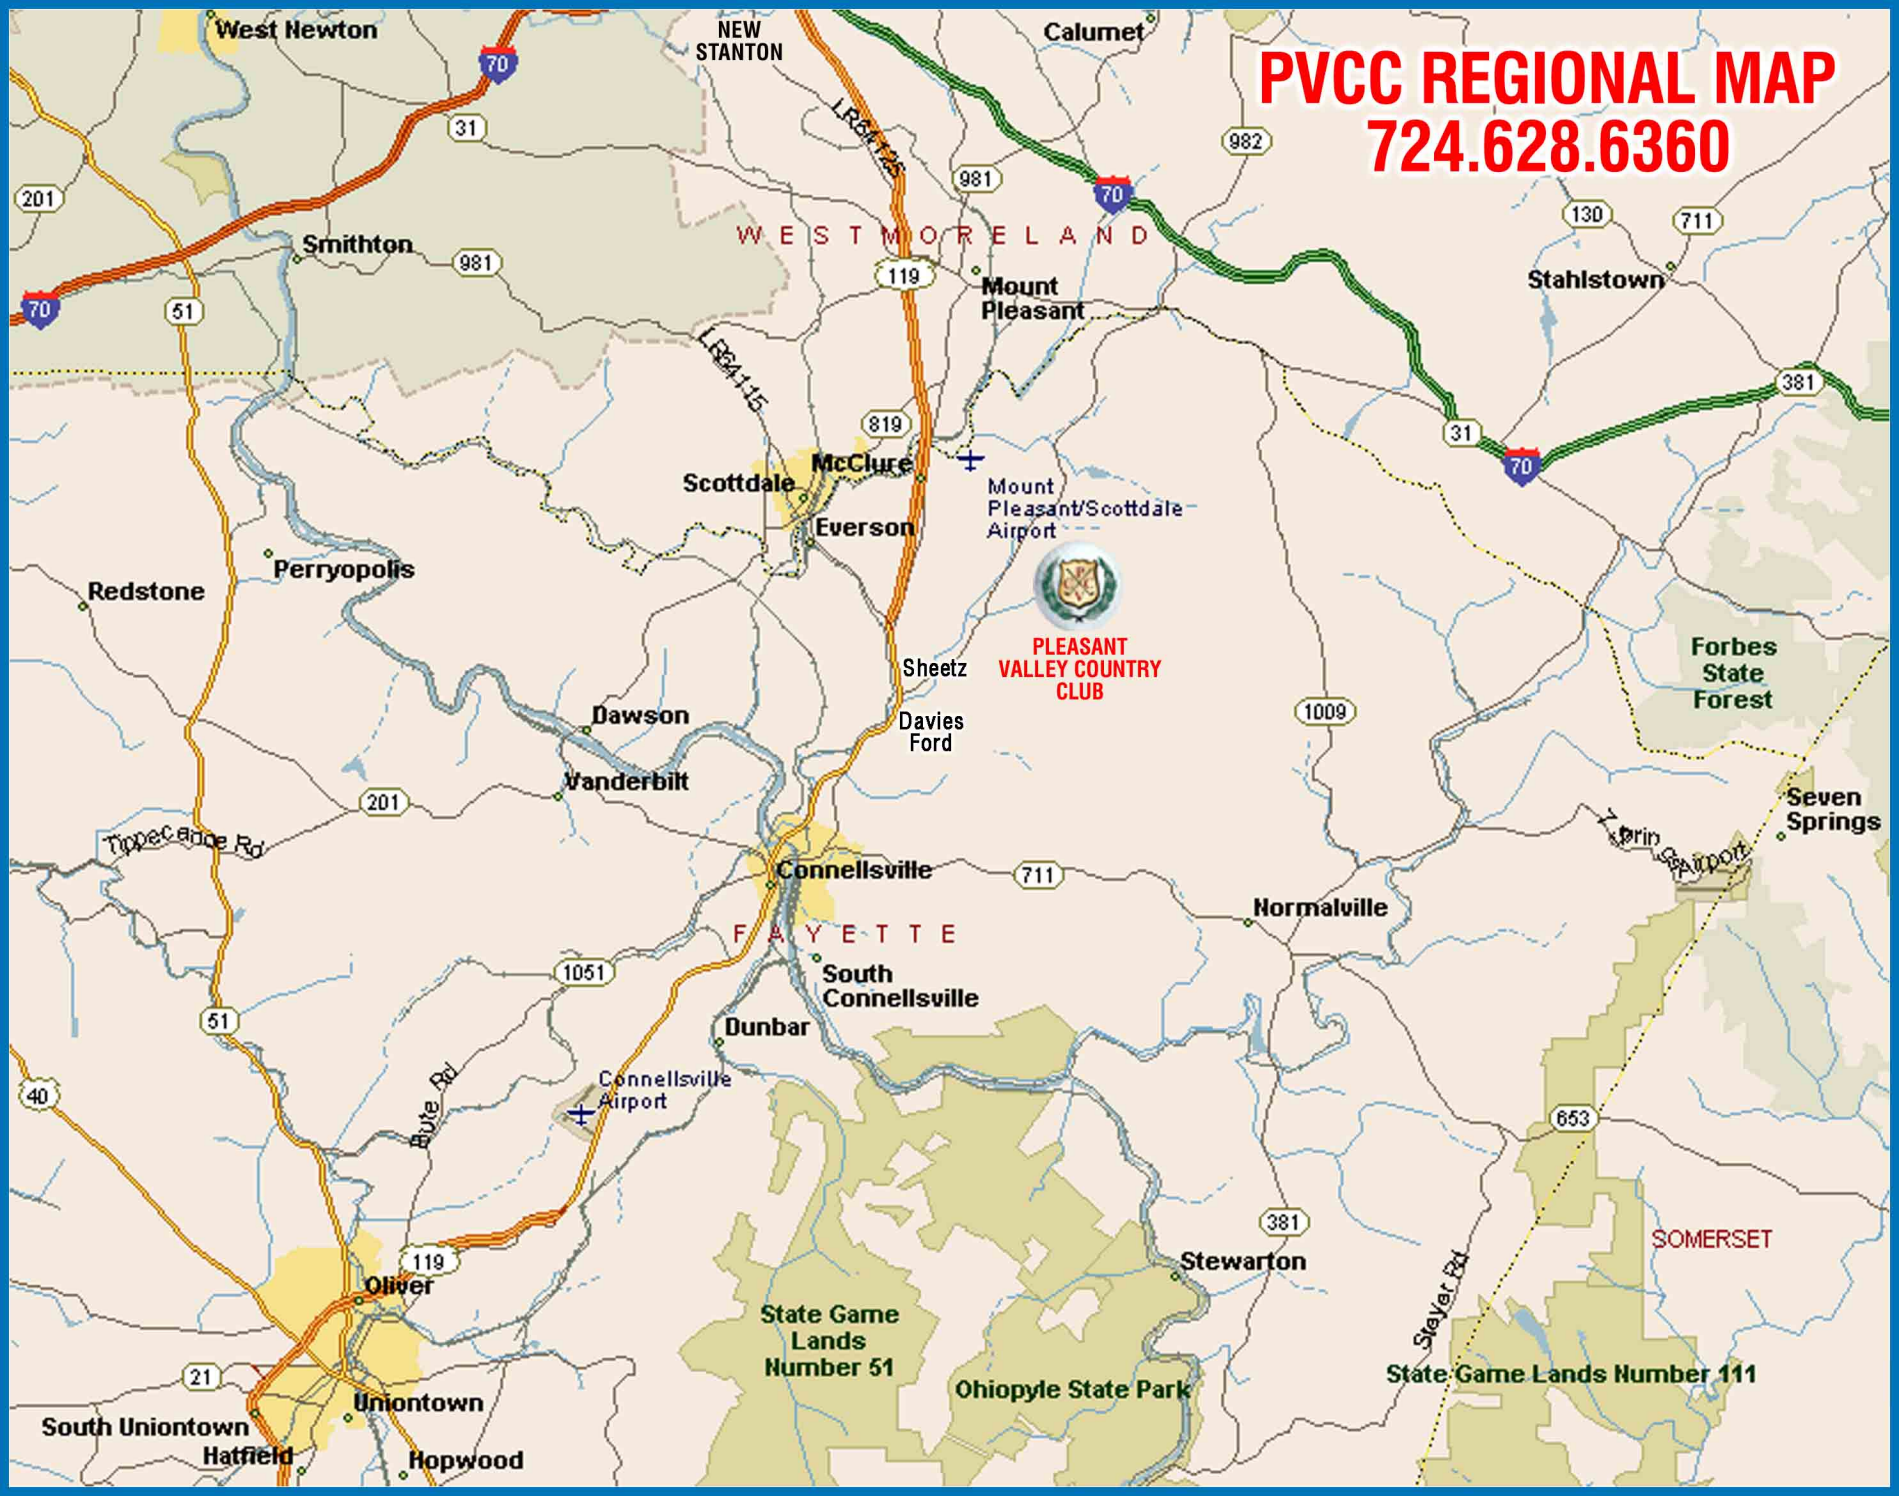 West Newton
NEW
STANTON
Calumet
PVCC REGIONAL MAP
724.628.6360
70
31
LR64125
982
981
201
70
130
711
WESTMORELAND
Smithton
981
119
Stahlstown
Mount
Pleasant
70
51
LR64115
381
819
31
70
McClure
Scottdale
Mount
Pleasant/Scottdale
Airport
Everson
Perryopolis
Redstone
P
C C
V
PLEASANT
VALLEY COUNTRY
CLUB
Forbes
State
Forest
Sheetz
Dawson
Davies
Ford
1009
Vanderbilt
201
Seven
Springs
Tippecanoe Rd
Airport
Connellsville
711
Normalville
FAYETTE
1051
South
Connellsville
51
Dunbar
Connellsville
Airport
40
Bute Rd
653
381
SOMERSET
119
Stewarton
Oliver
Steyer Rd
State Game
Lands
Number 51
21
Ohiopyle State Park
State Game Lands Number 111
Uniontown
South Uniontown
Hatfield
Hopwood